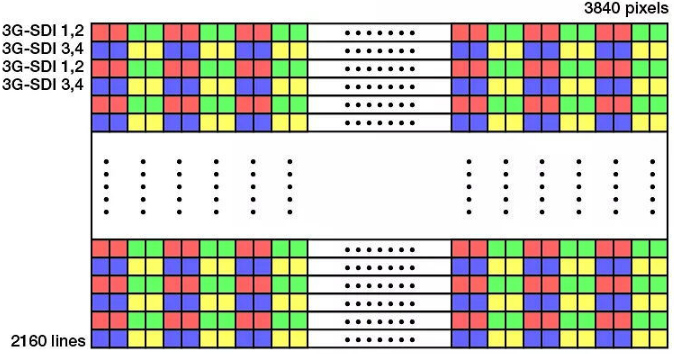 3840 pixels
3G-SDI 1,2
3G-SDI 3,4
3G-SDI 1,2
3G-SDI 3,4
2160 lines